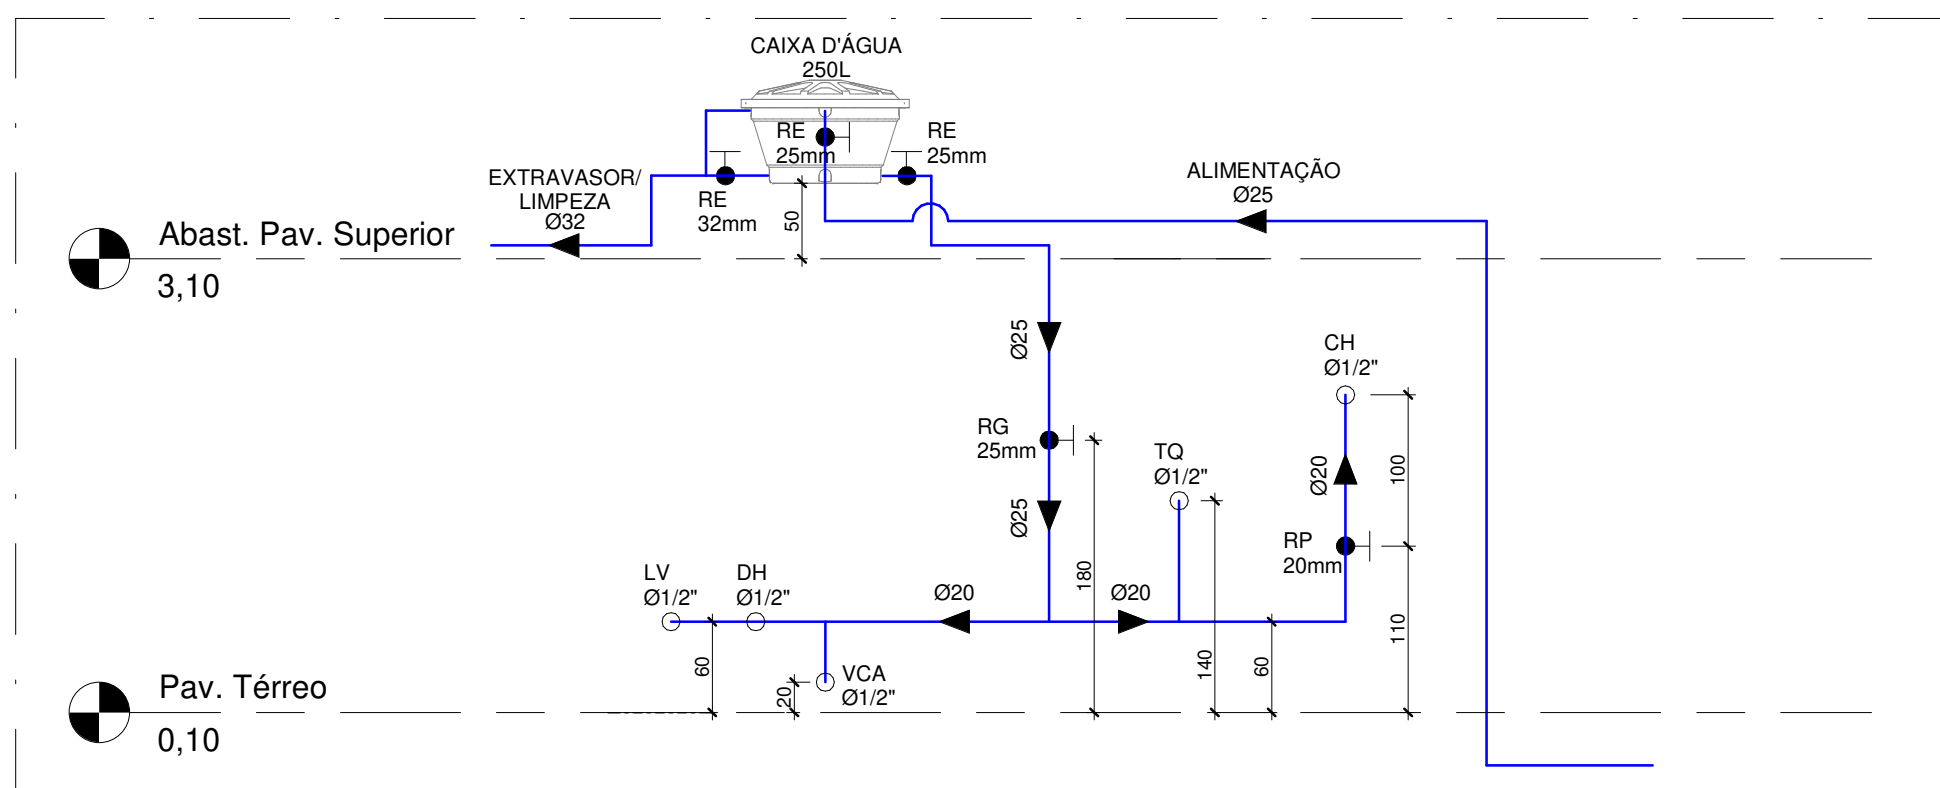 CAIXA D'ÁGUA
250L
RE
25mm
RE
25mm
EXTRAVASOR/
LIMPEZA
Ø32
RE
32mm
50
ALIMENTAÇÃO
Ø25
Abast. Pav. Superior
3,10
Ø25
CH
Ø1/2"
RG
25mm
TQ
Ø1/2"
Ø20
100
Ø25
RP
20mm
LV
Ø1/2"
DH
Ø1/2"
Ø20
180
Ø20
110
60
140
60
Pav. Térreo
0,10
20
VCA
Ø1/2"